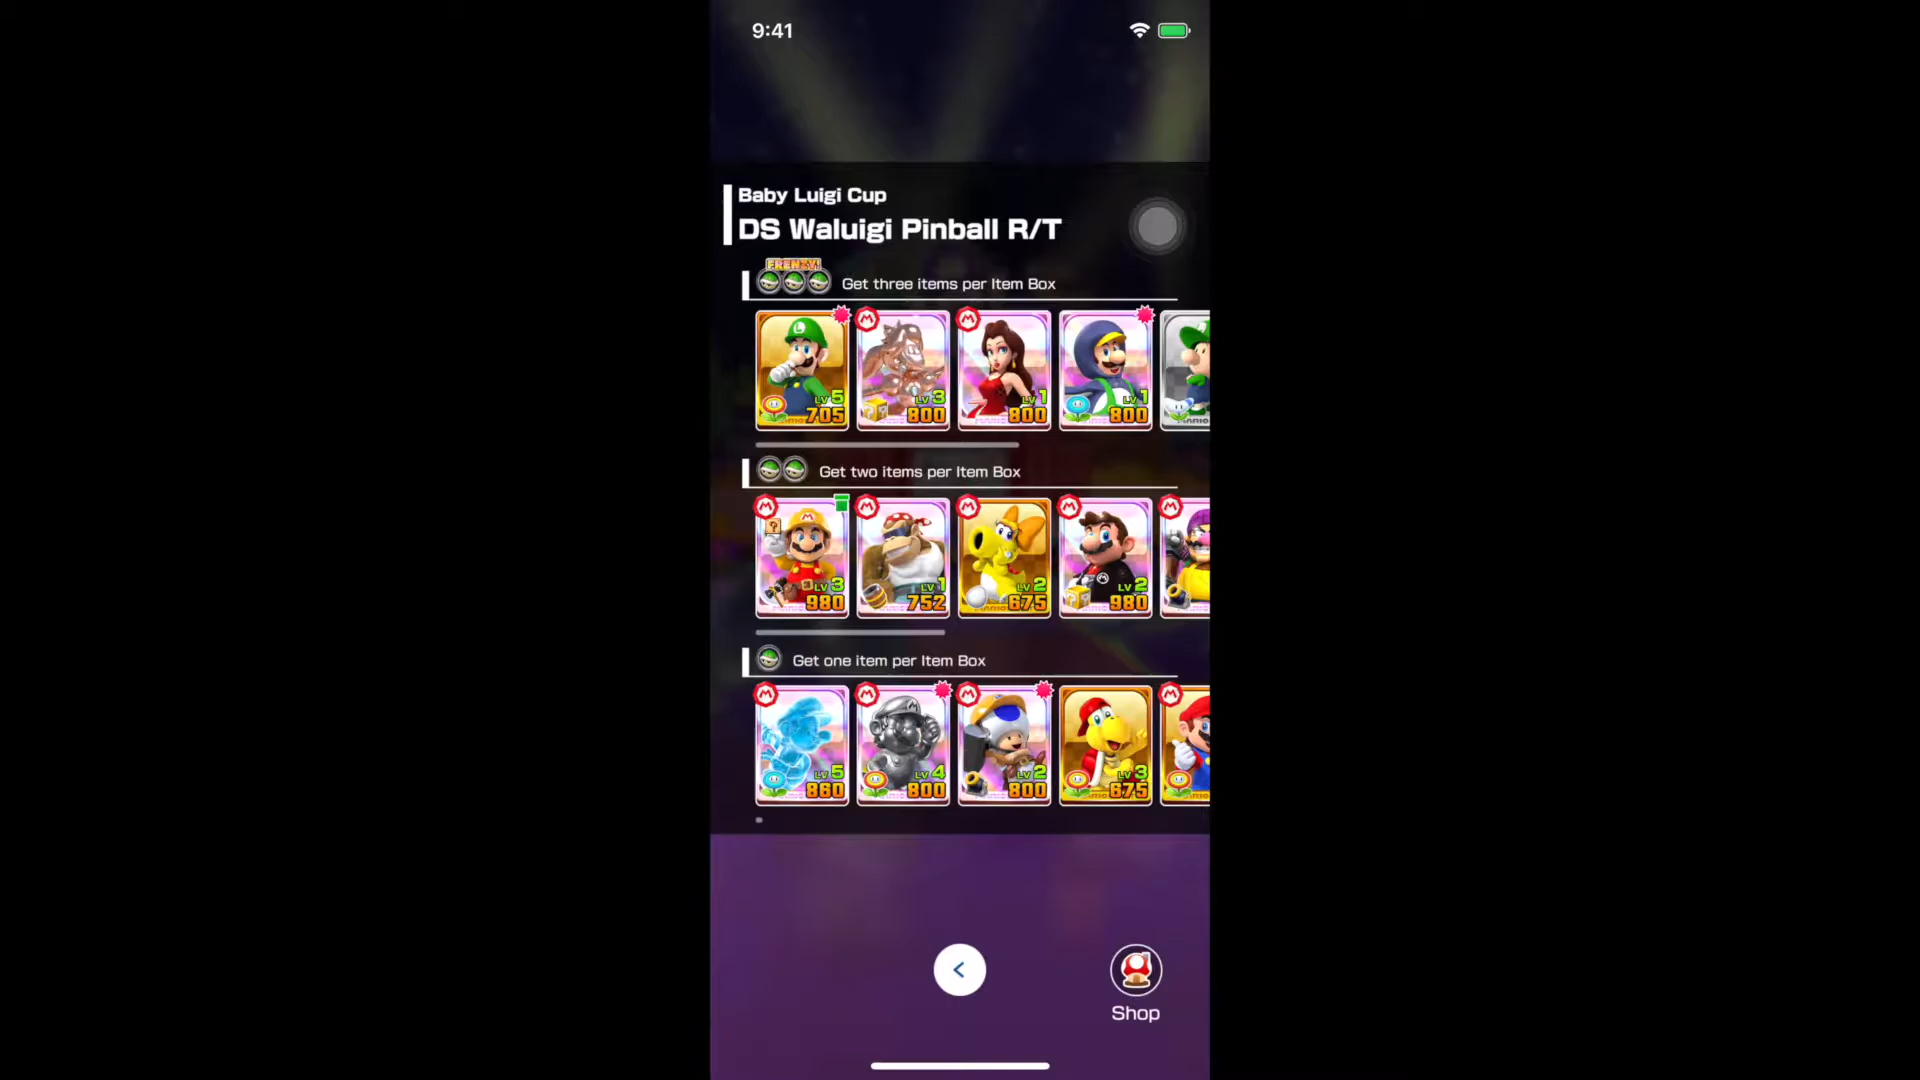 9:41
Baby Luigi Cup
DS Waluigi Pinball R/T
FRENZY!
Get three items per Item Box
LV 5 LV 3 LV 1 LV 1
705 800 800 800
Get two items per Item Box
LV 3 LV 1 LV 2 LV 2
980 752 675 980
Get one item per Item Box
LV 5 LV 4 LV 2 LV 3
860 800 800 675
Shop